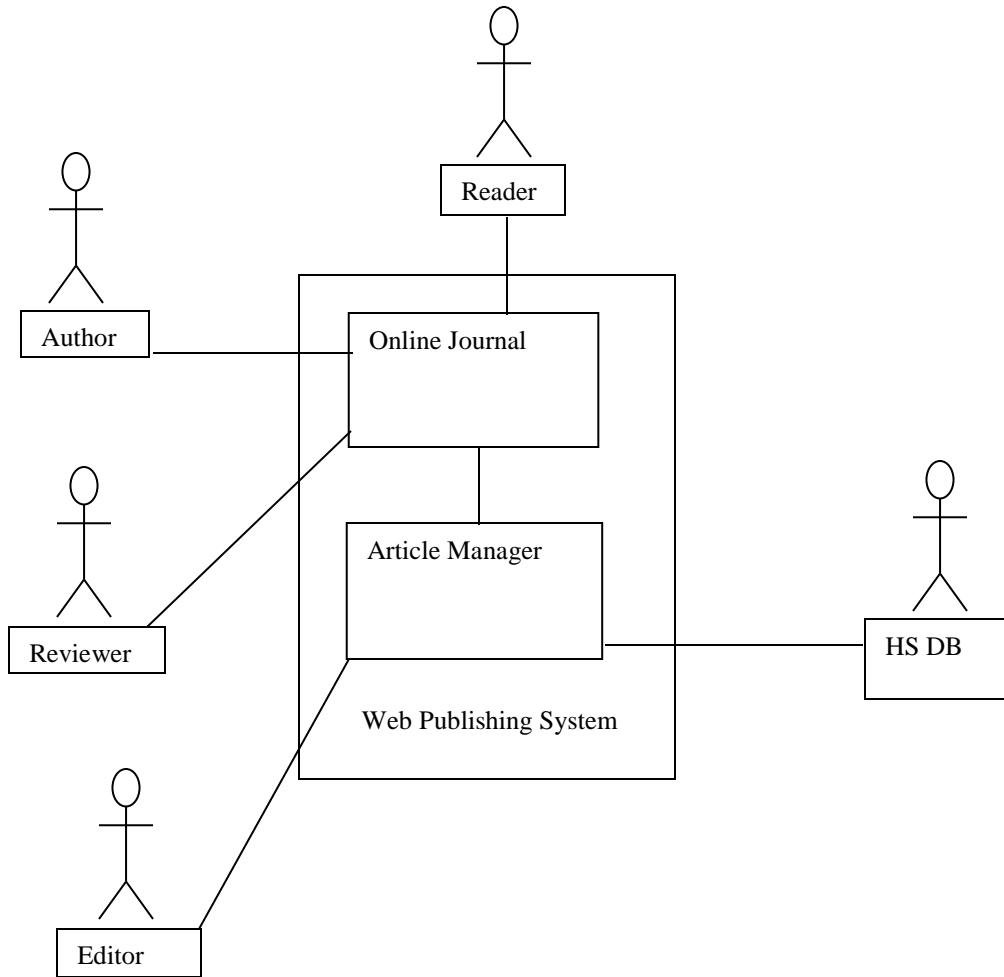 Reader
Author
Online Journal
Article Manager
Reviewer
HS DB
Web Publishing System
Editor